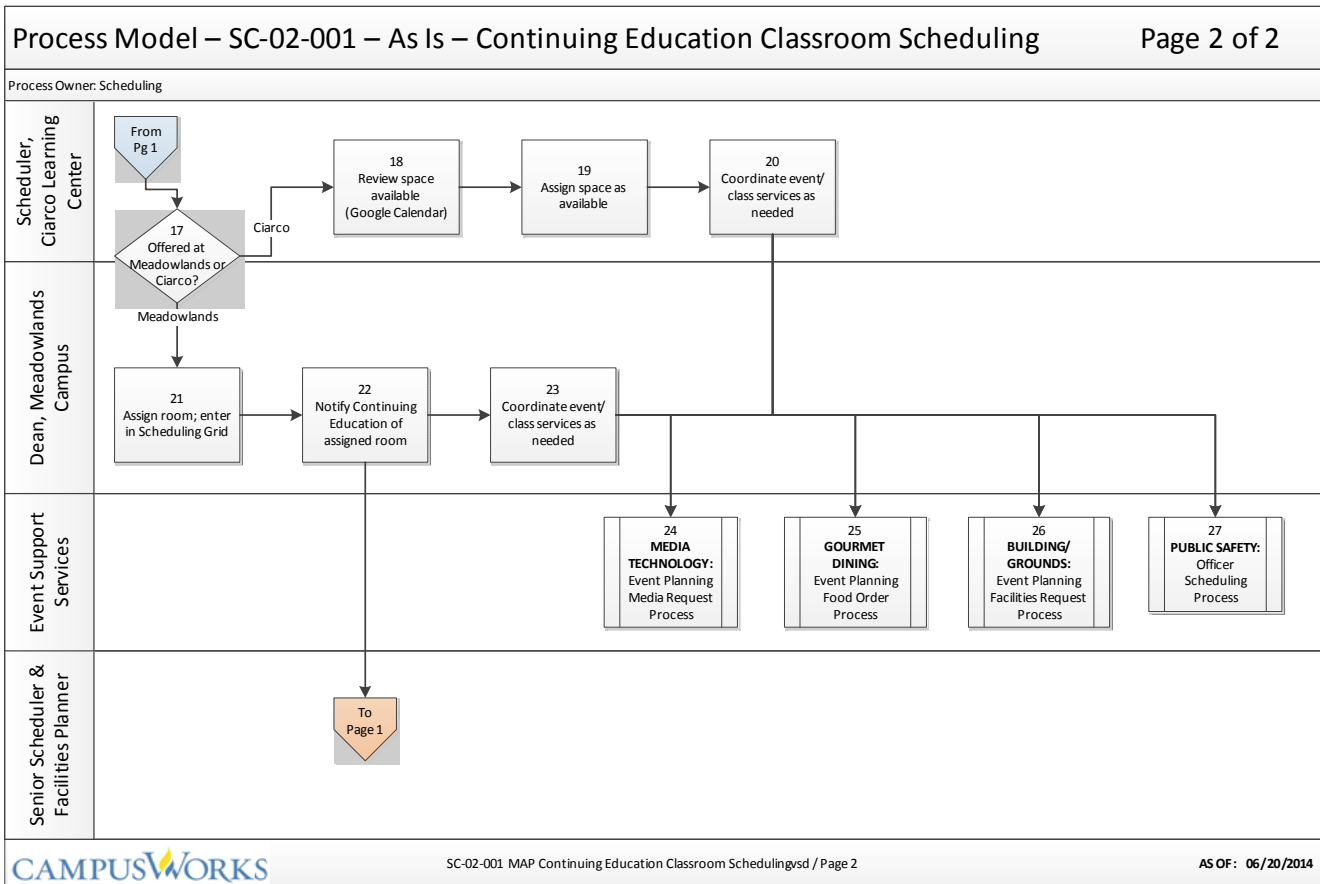 Process Model – SC-02-001 – As Is – Continuing Education Classroom Scheduling
Page 2 of 2
Process Owner: Scheduling
Scheduler,
Ciarco Learning
Center
From
Pg 1
17
Offered at
Meadowlands or
Ciarco?
Ciarco
Meadowlands
18
Review space
available
(Google Calendar)
19
Assign space as
available
20
Coordinate event/
class services as
needed
Dean, Meadowlands
Campus
21
Assign room; enter
in Scheduling Grid
22
Notify Continuing
Education of
assigned room
23
Coordinate event/
class services as
needed
Event Support
Services
24
MEDIA
TECHNOLOGY:
Event Planning
Media Request
Process
25
GOURMET
DINING:
Event Planning
Food Order
Process
26
BUILDING/
GROUNDS:
Event Planning
Facilities Request
Process
27
PUBLIC SAFETY:
Officer
Scheduling
Process
Senior Scheduler &
Facilities Planner
To
Page 1
CAMPUSWORKS
SC-02-001 MAP Continuing Education Classroom Schedulingvsd / Page 2
AS OF: 06/20/2014